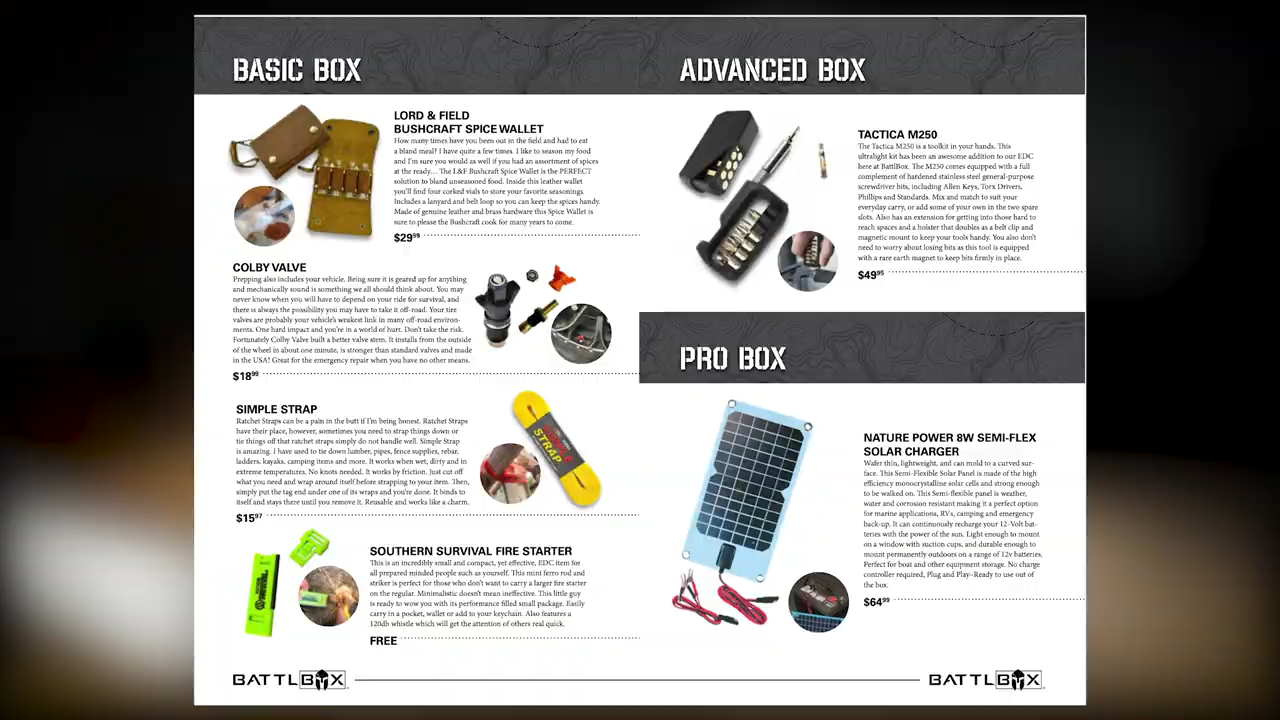 BASIC BOX
LORD & FIELD
BUSHCRAFT SPICE WALLET
How many times have you been out in the field and had to eat
a bland meal? I have quite a few times. I like to season my food
and I'm sure you would as well if you had an assortment of spices
at the ready... The L&F Bushcraft Spice Wallet is the PERFECT
solution to bland unseasoned food. Inside this leather wallet
you'll find four corked vials to store your favorite seasonings.
Includes a lanyard and belt loop so you can keep the spices handy.
Made of genuine leather and brass hardware this Spice Wallet is
sure to please the Bushcraft cook for many years to come.
$29⁹⁹
COLBY VALVE
Prepping also includes your vehicle. Being sure it is geared up for anything
and mechanically sound is something we all should think about. You may
never know when you will have to depend on your ride for survival, and
there is always the possibility you may have to take it off-road. Your tire
valves are probably your vehicle's weakest link in many off-road environ-
ments. One hard impact and you're in a world of hurt. Don't take the risk.
Fortunately Colby Valve built a better valve stem. It installs from the outside
of the wheel in about one minute, is stronger than standard valves and made
in the USA! Great for the emergency repair when you have no other means.
$18⁹⁹
SIMPLE STRAP
Ratchet Straps can be a pain in the butt if I'm being honest. Ratchet Straps
have their place, however, sometimes you need to strap things down or
tie things off that ratchet straps simply do not handle well. Simple Strap
is amazing. I have used to tie down lumber, pipes, fence supplies, rebar,
ladders, kayaks, camping items and more. It works when wet, dirty and in
extreme temperatures. No knots needed. It works by friction. Just cut off
what you need and wrap around itself before strapping to your item. Then,
simply put the tag end under one of its wraps and you're done. It binds to
itself and stays there until you remove it. Reusable and works like a charm.
$15⁹⁷
STRAP
SOUTHERN SURVIVAL FIRE STARTER
This is an incredibly small and compact, yet effective, EDC item for
all prepared minded people such as yourself. This mini ferro rod and
striker is perfect for those who don't want to carry a larger fire starter
on the regular. Minimalistic doesn't mean ineffective. This little guy
is ready to wow you with its performance filled small package. Easily
carry in a pocket, wallet or add to your keychain. Also features a
120db whistle which will get the attention of others real quick.
FREE
BATTLBOX
ADVANCED BOX
TACTICA M250
The Tactica M250 is a toolkit in your hands. This
ultralight kit has been an awesome addition to our EDC
here at BattlBox. The M250 comes equipped with a full
complement of hardened stainless steel general-purpose
screwdriver bits, including Allen Keys, Torx Drivers,
Phillips and Standards. Mix and match to suit your
everyday carry, or add some of your own in the two spare
slots. Also has an extension for getting into those hard to
reach spaces and a holster that doubles as a belt clip and
magnetic mount to keep your tools handy. You also don't
need to worry about losing bits as this tool is equipped
with a rare earth magnet to keep bits firmly in place.
$49⁹⁵
PRO BOX
NATURE POWER 8W SEMI-FLEX
SOLAR CHARGER
Wafer thin, lightweight, and can mold to a curved sur-
face. This Semi-Flexible Solar Panel is made of the high
efficiency monocrystalline solar cells and strong enough
to be walked on. This Semi-flexible panel is weather,
water and corrosion resistant making it a perfect option
for marine applications, RVs, camping and emergency
back-up. It can continuously recharge your 12-Volt bat-
teries with the power of the sun. Light enough to mount
on a window with suction cups, and durable enough to
mount permanently outdoors on a range of 12v batteries.
Perfect for boat and other equipment storage. No charge
controller required, Plug and Play–Ready to use out of
the box.
$64⁹⁹
BATTLBOX